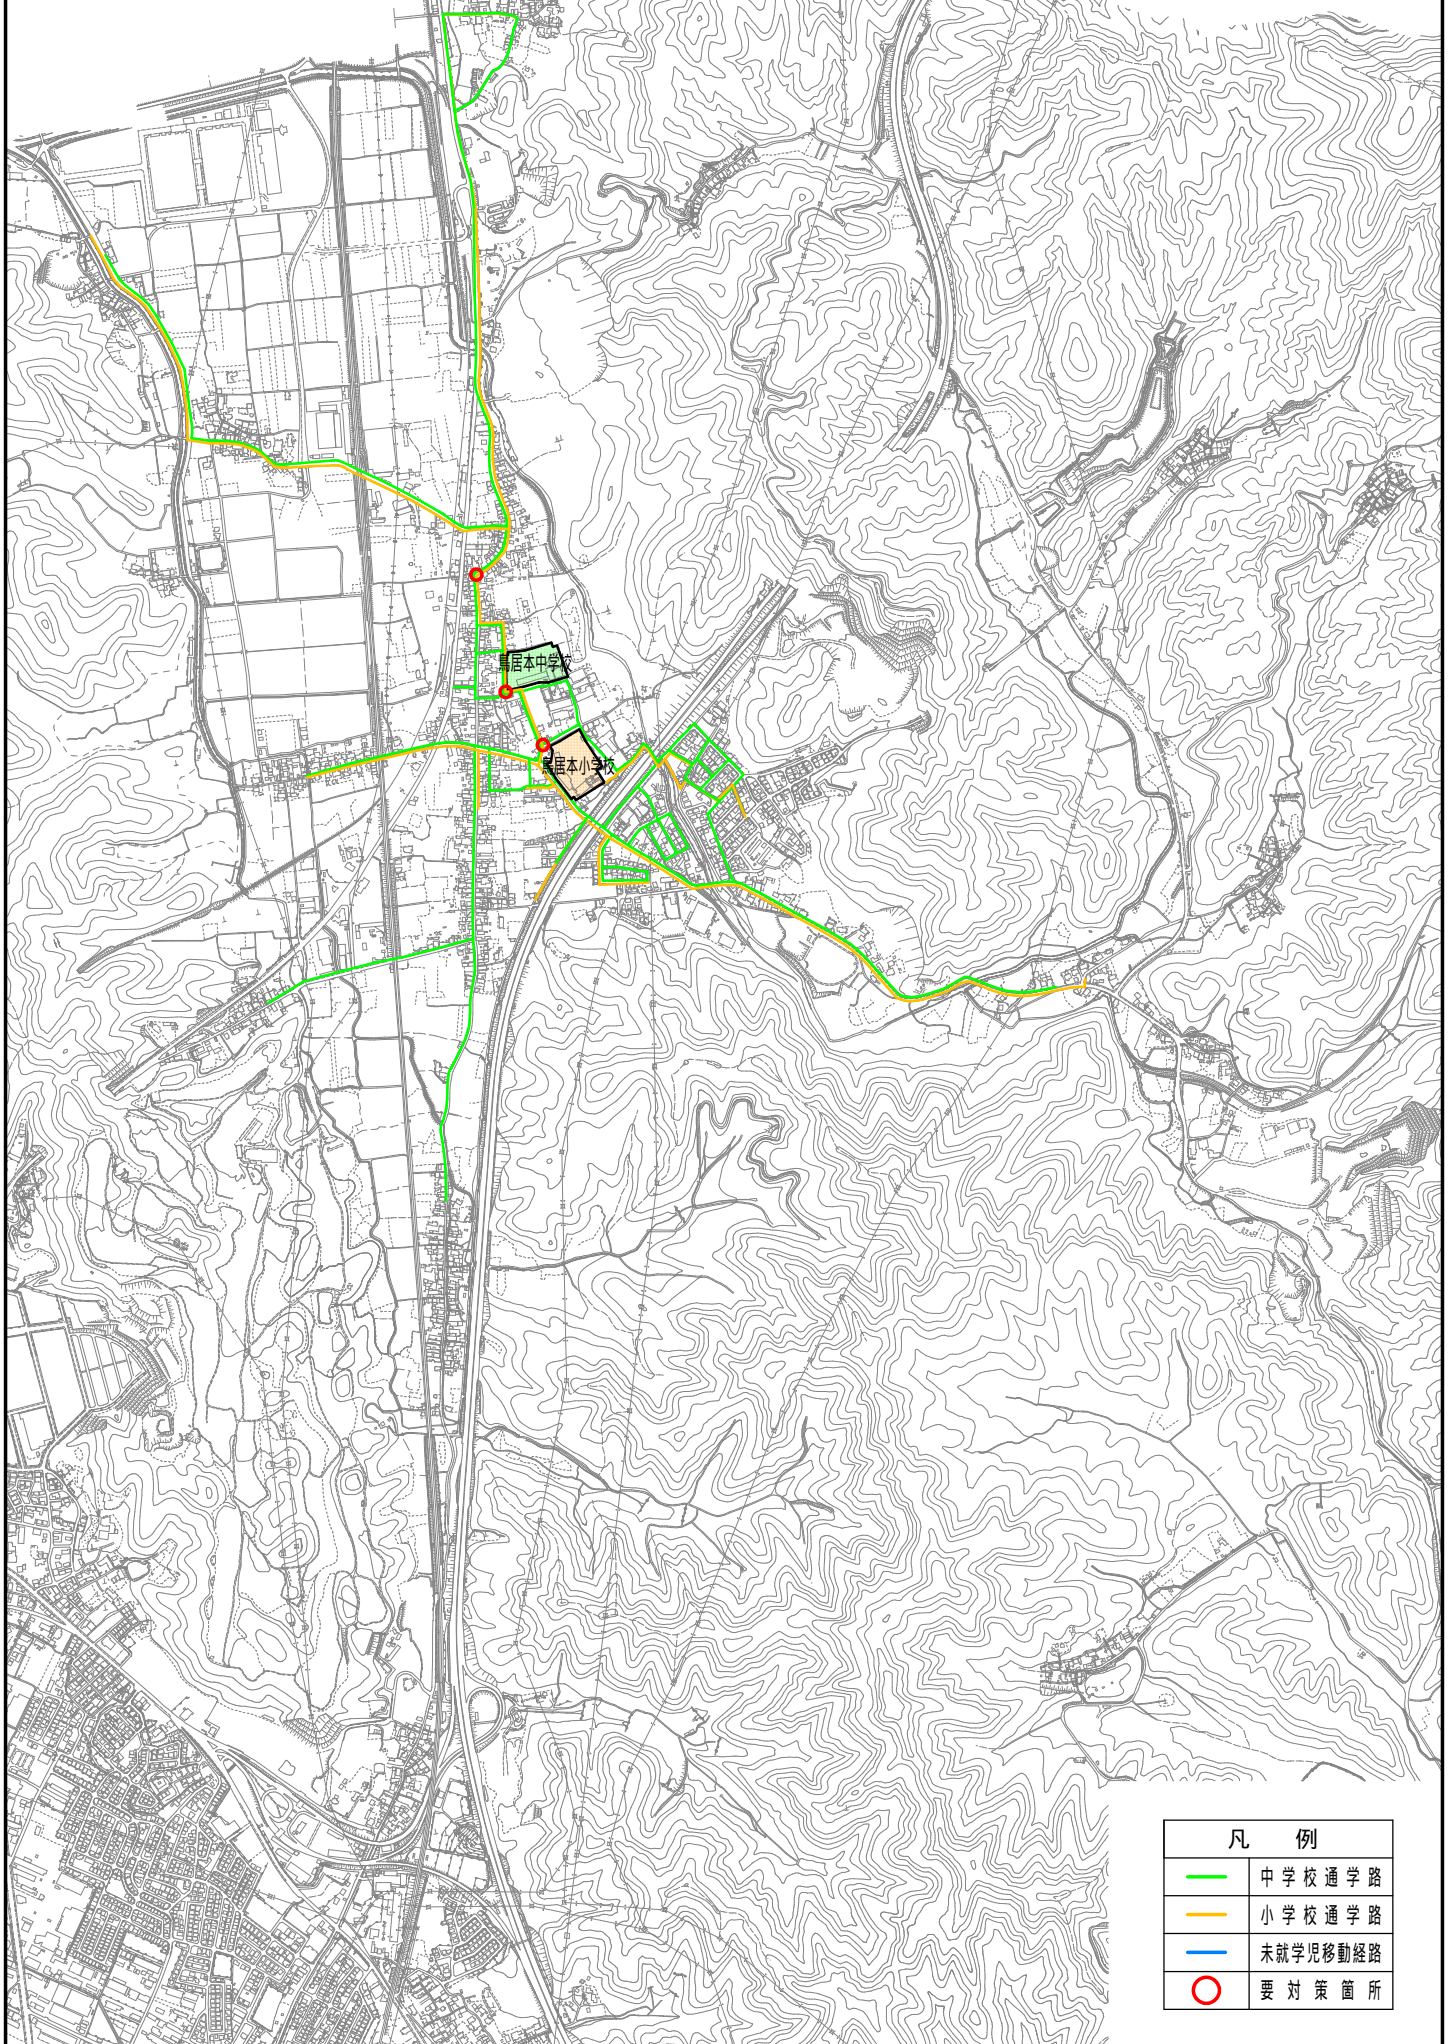 鳥居本中学校
鳥居本小学校
凡 例
中学校通学路
小学校通学路
未就学児移動経路
要対策箇所